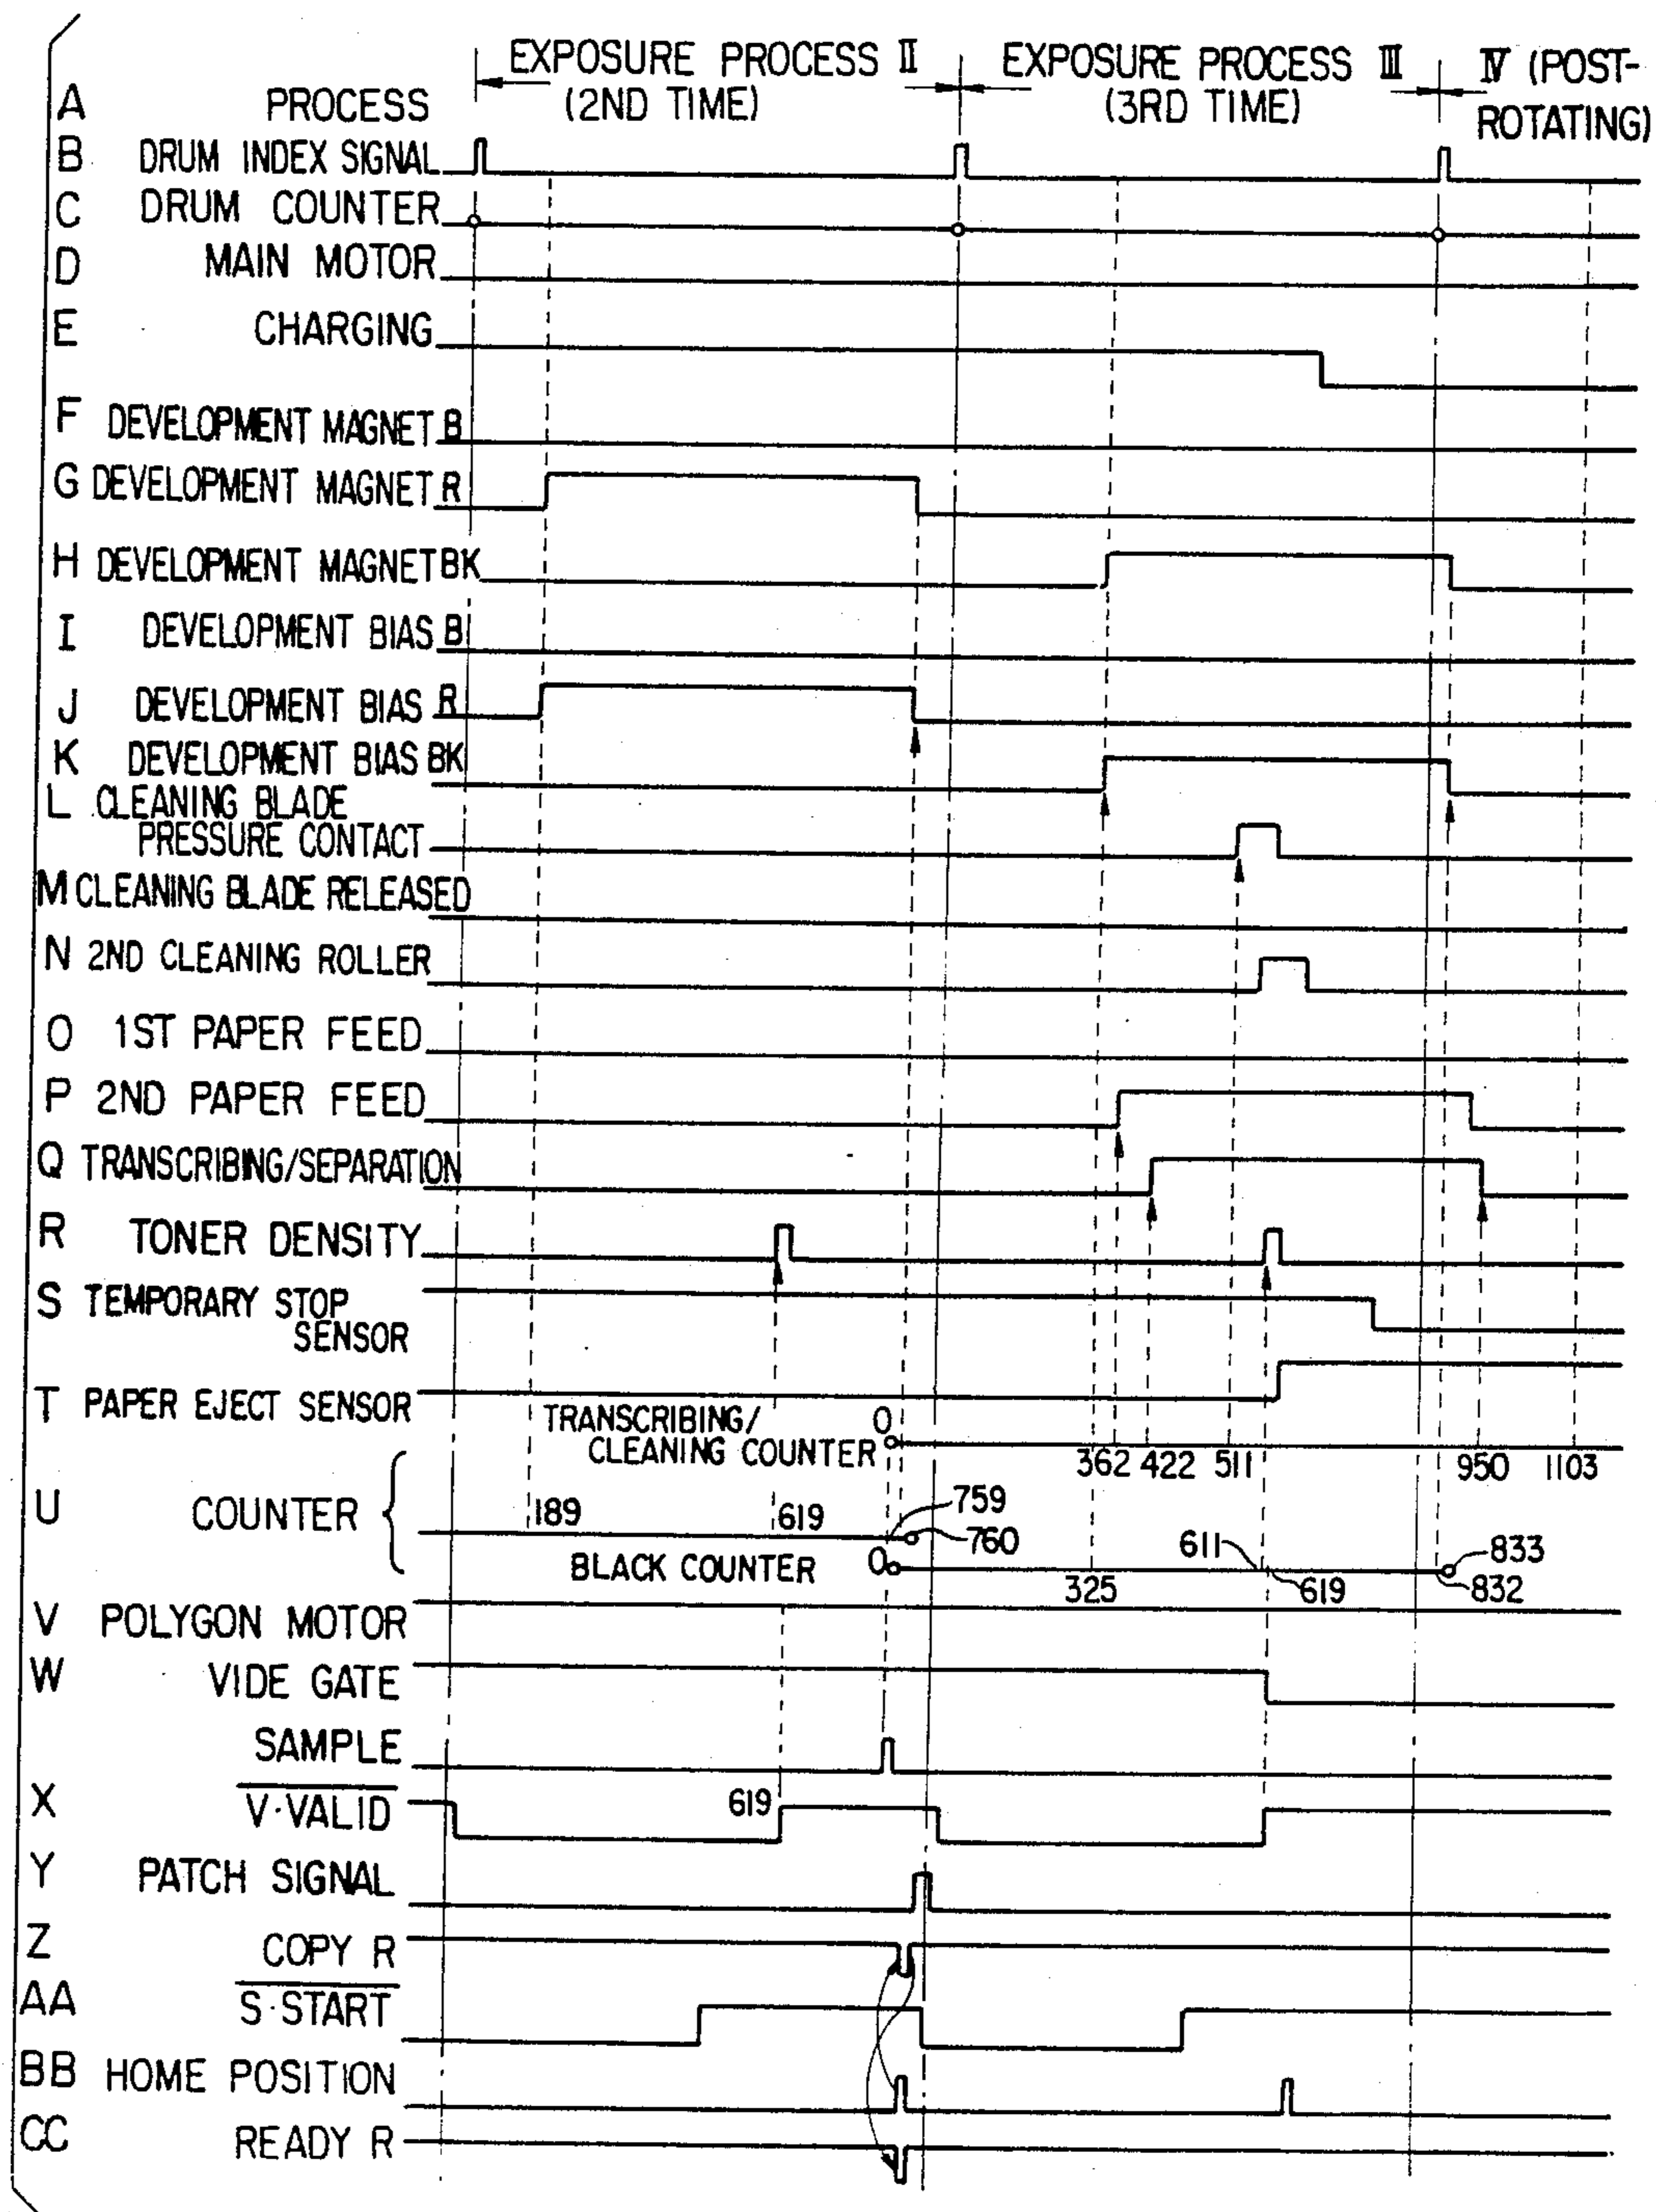 EXPOSURE PROCESS II EXPOSURE PROCESS III IV (POST-
A PROCESS (2ND TIME) (3RD TIME) ROTATING)
B DRUM INDEX SIGNAL
C DRUM COUNTER
D MAIN MOTOR
E CHARGING
F DEVELOPMENT MAGNET B
G DEVELOPMENT MAGNET R
H DEVELOPMENT MAGNET BK
I DEVELOPMENT BIAS B
J DEVELOPMENT BIAS R
K DEVELOPMENT BIAS BK
L CLEANING BLADE
PRESSURE CONTACT
M CLEANING BLADE RELEASED
N 2ND CLEANING ROLLER
O 1ST PAPER FEED
P 2ND PAPER FEED
Q TRANSCRIBING/SEPARATION
R TONER DENSITY
S TEMPORARY STOP
SENSOR
T PAPER EJECT SENSOR
TRANSCRIBING/ 0
CLEANING COUNTER 362 422 511 950 1103
U COUNTER 189 619 759
760
BLACK COUNTER 0 325 611 619 833
832
V POLYGON MOTOR
W VIDE GATE
SAMPLE
X V·VALID 619
Y PATCH SIGNAL
Z COPY R
AA S·START
BB HOME POSITION
CC READY R